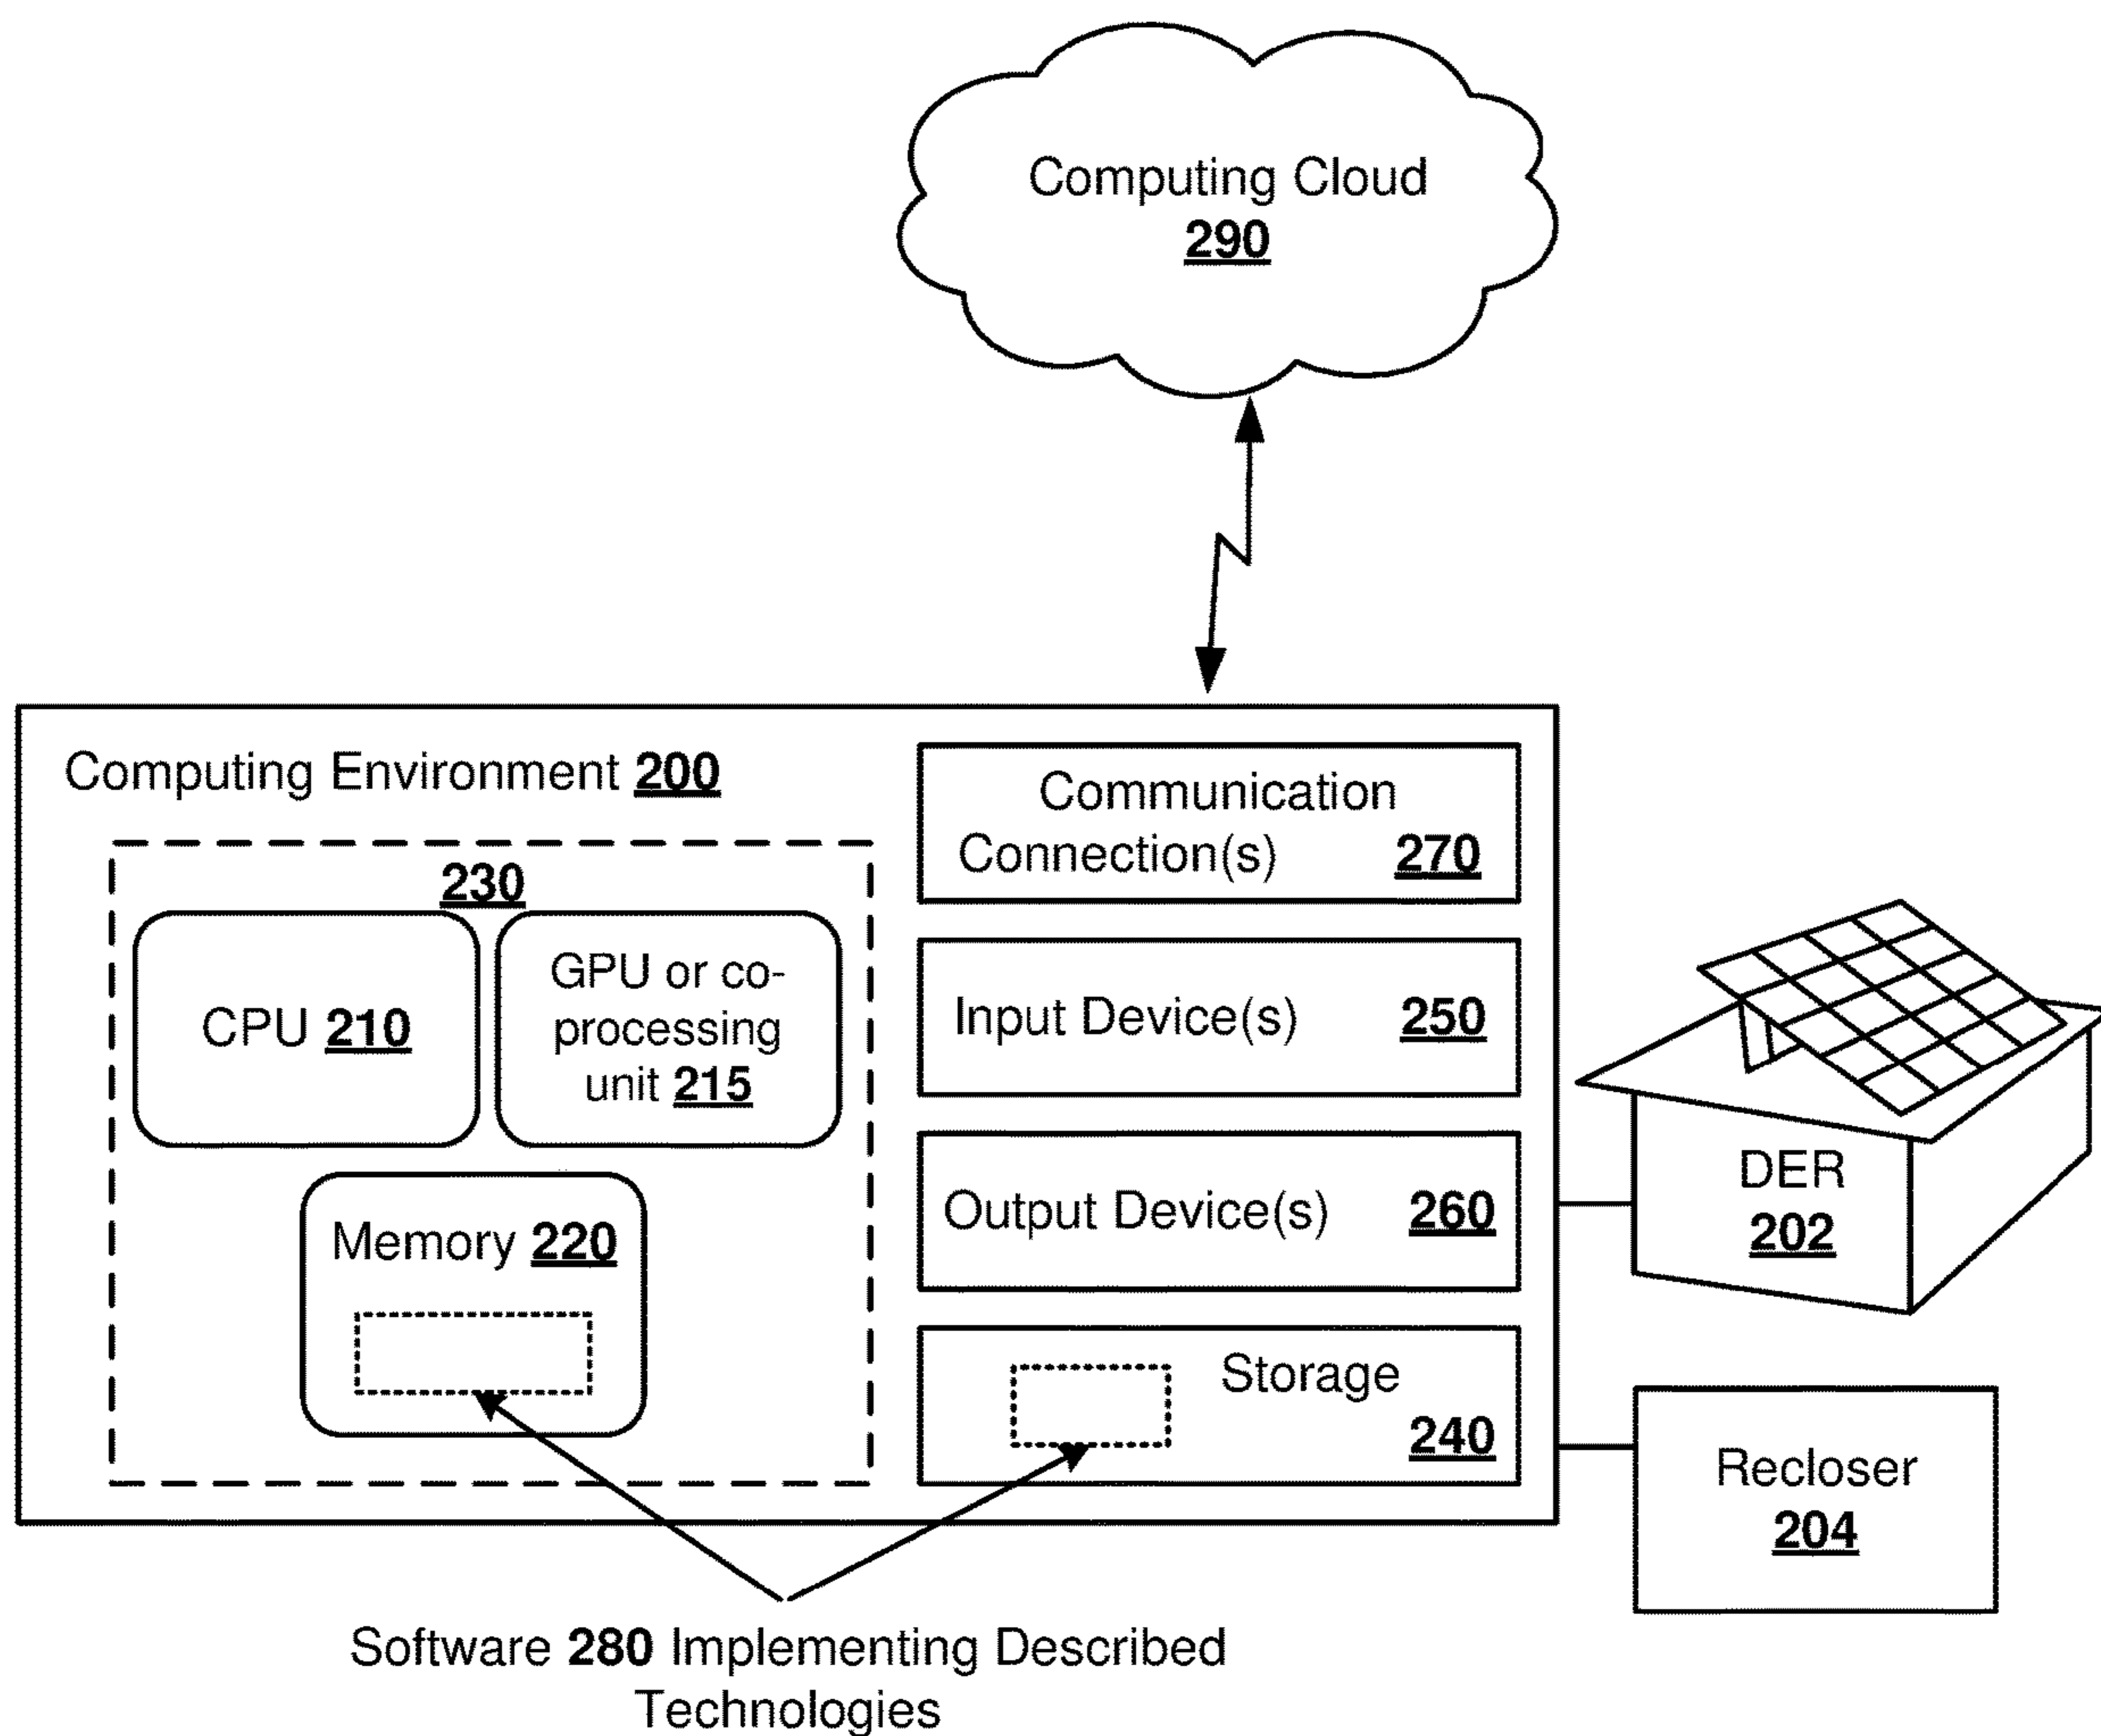 Computing Cloud
290
Computing Environment 200
230
CPU 210
GPU or co-
processing
unit 215
Memory 220
Communication
Connection(s) 270
Input Device(s) 250
Output Device(s) 260
Storage
240
DER
202
Recloser
204
Software 280 Implementing Described
Technologies